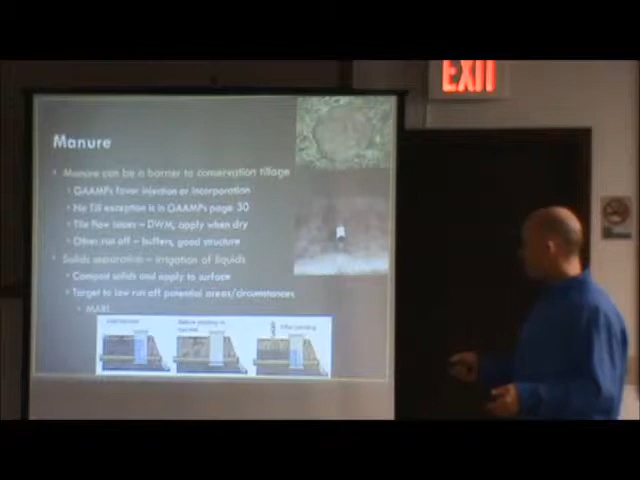 EXIT
Manure
Manure can be a barrier to conservation tillage
GAAMPs favor injection or incorporation
No Till exception is in GAAMPs page 30
Tile flow issues – DWM, apply when dry
Other run off – buffers, good structure
Solids separation – irrigation of liquids
Compost solids and apply to surface
Target to low run off potential areas/circumstances
MARI